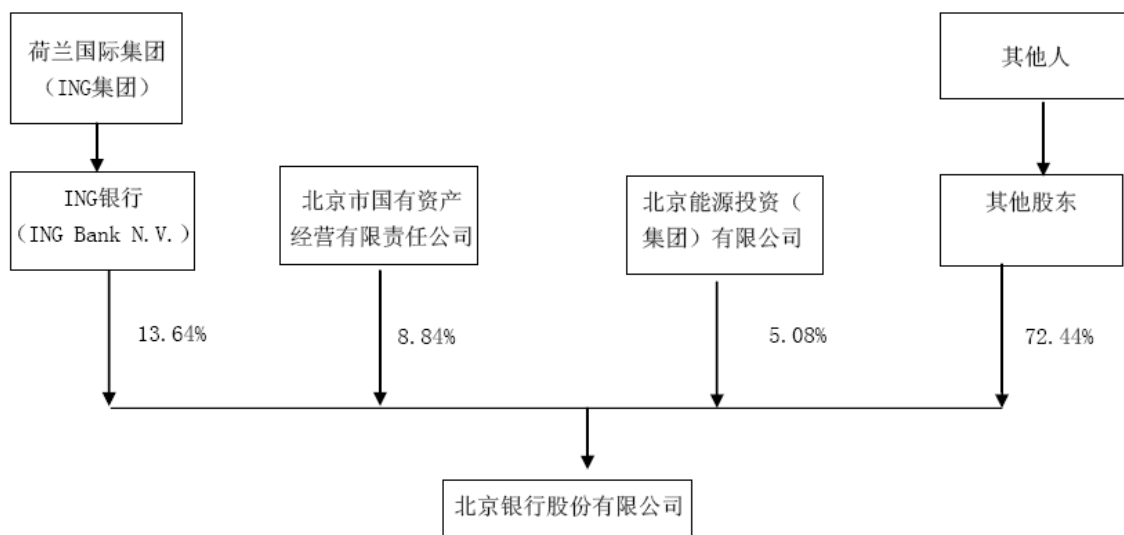 荷兰国际集团
（ING集团）
其他人
ING银行
（ING Bank N.V.）
北京市国有资产
经营有限责任公司
北京能源投资（
集团）有限公司
其他股东
13.64%
8.84%
5.08%
72.44%
北京银行股份有限公司